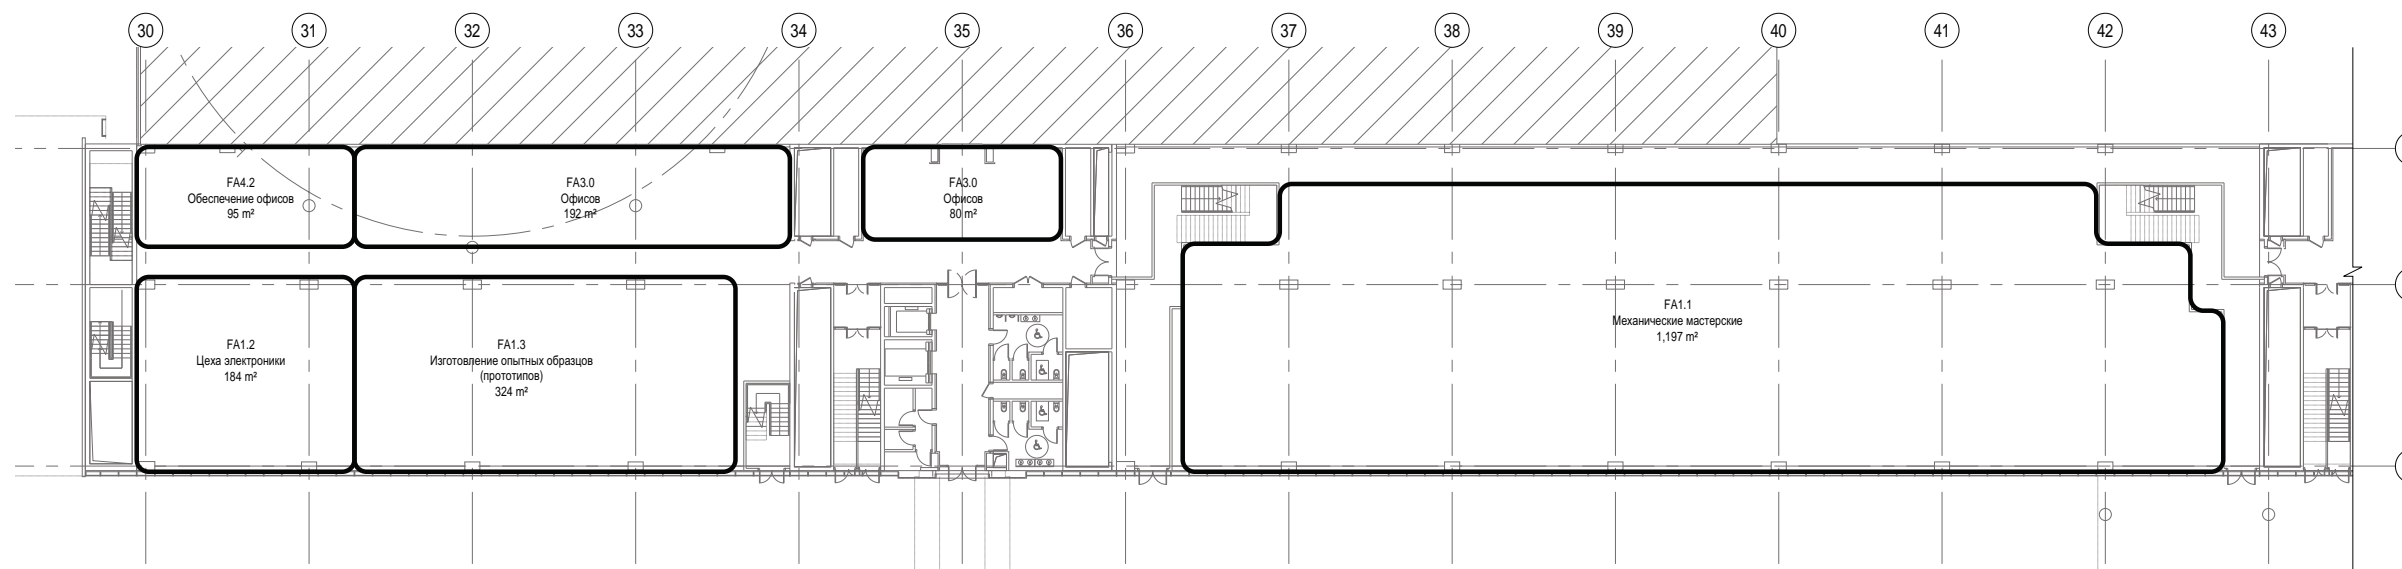 30
31
32
33
34
35
36
37
38
39
40
41
42
43
FA4.2
Обеспечение офисов
95 m²
FA3.0
Офисов
192 m²
FA3.0
Офисов
80 m²
FA1.2
Цеха электроники
184 m²
FA1.3
Изготовление опытных образцов
(прототипов)
324 m²
FA1.1
Механические мастерские
1,197 m²